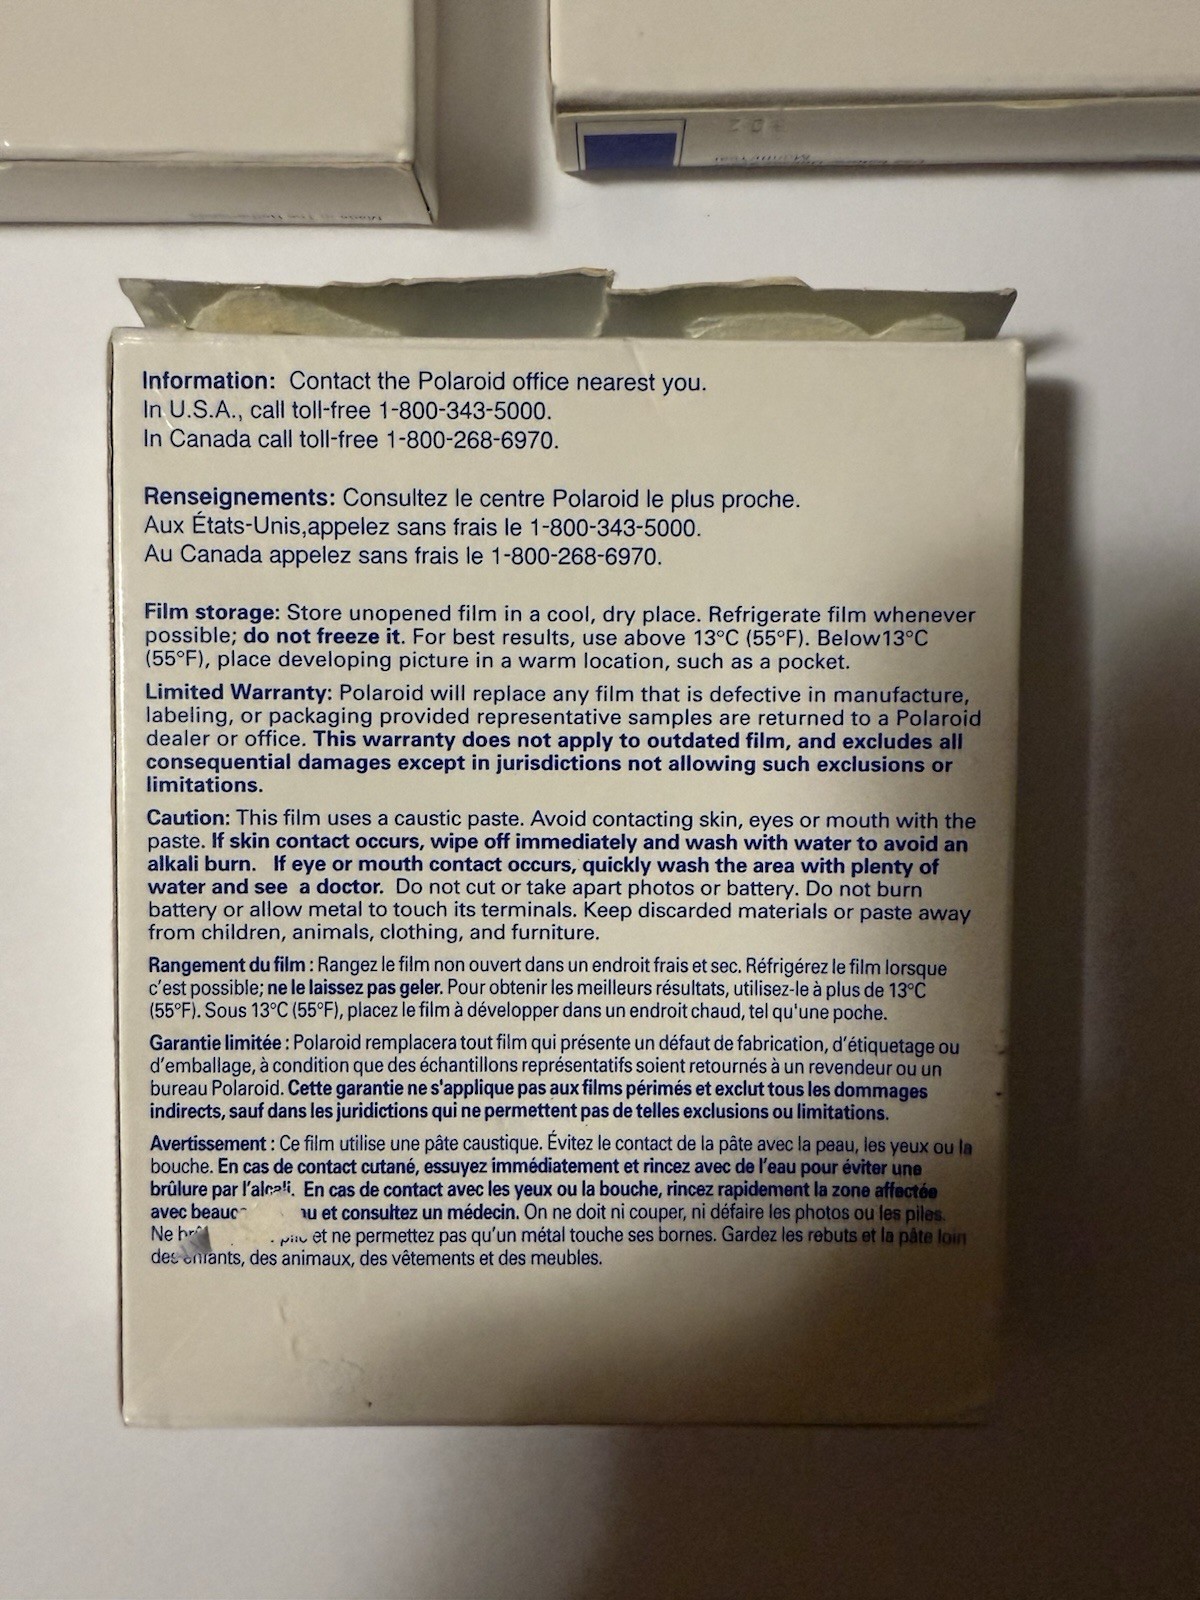 Made in The Netherlands
Information: Contact the Polaroid office nearest you.
In U.S.A., call toll-free 1-800-343-5000.
In Canada call toll-free 1-800-268-6970.
Renseignements: Consultez le centre Polaroid le plus proche.
Aux États-Unis,appelez sans frais le 1-800-343-5000.
Au Canada appelez sans frais le 1-800-268-6970.
Film storage: Store unopened film in a cool, dry place. Refrigerate film whenever
possible; do not freeze it. For best results, use above 13°C (55°F). Below13°C
(55°F), place developing picture in a warm location, such as a pocket.
Limited Warranty: Polaroid will replace any film that is defective in manufacture,
labeling, or packaging provided representative samples are returned to a Polaroid
dealer or office. This warranty does not apply to outdated film, and excludes all
consequential damages except in jurisdictions not allowing such exclusions or
limitations.
Caution: This film uses a caustic paste. Avoid contacting skin, eyes or mouth with the
paste. If skin contact occurs, wipe off immediately and wash with water to avoid an
alkali burn. If eye or mouth contact occurs, quickly wash the area with plenty of
water and see a doctor. Do not cut or take apart photos or battery. Do not burn
battery or allow metal to touch its terminals. Keep discarded materials or paste away
from children, animals, clothing, and furniture.
Rangement du film : Rangez le film non ouvert dans un endroit frais et sec. Réfrigérez le film lorsque
c'est possible; ne le laissez pas geler. Pour obtenir les meilleurs résultats, utilisez-le à plus de 13°C
(55°F). Sous 13°C (55°F), placez le film à développer dans un endroit chaud, tel qu'une poche.
Garantie limitée : Polaroid remplacera tout film qui présente un défaut de fabrication, d'étiquetage ou
d'emballage, à condition que des échantillons représentatifs soient retournés à un revendeur ou un
bureau Polaroid. Cette garantie ne s'applique pas aux films périmés et exclut tous les dommages
indirects, sauf dans les juridictions qui ne permettent pas de telles exclusions ou limitations.
Avertissement : Ce film utilise une pâte caustique. Évitez le contact de la pâte avec la peau, les yeux ou la
bouche. En cas de contact cutané, essuyez immédiatement et rincez avec de l'eau pour éviter une
brûlure par l'alcali. En cas de contact avec les yeux ou la bouche, rincez rapidement la zone affectée
avec et consultez un médecin. On ne doit ni couper, ni défaire les photos ou les piles.
Ne et ne permettez pas qu'un métal touche ses bornes. Gardez les rebuts et la pâte loin
des enfants, des animaux, des vêtements et des meubles.